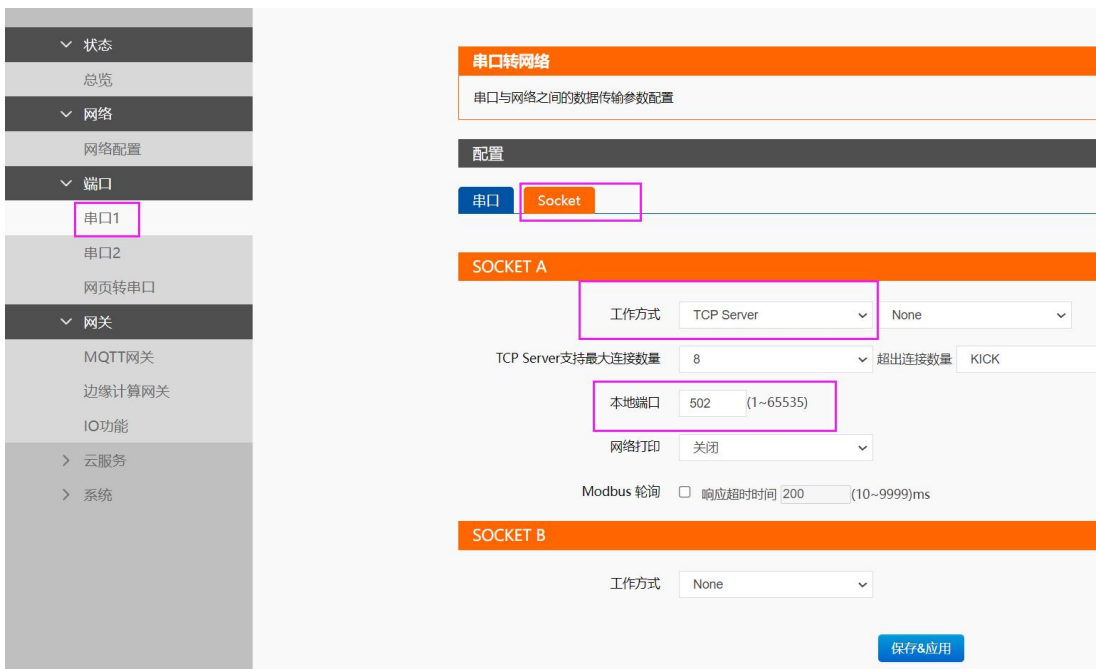 状态
总览
网络
网络配置
端口
串口1
串口2
网页转串口
网关
MQTT网关
边缘计算网关
IO功能
云服务
系统
串口转网络
串口与网络之间的数据传输参数配置
配置
串口 Socket
SOCKET A
工作方式 TCP Server None
TCP Server支持最大连接数量 8 超出连接数量 KICK
本地端口 502 (1~65535)
网络打印 关闭
Modbus 轮询 响应超时时间 200 (10~9999)ms
SOCKET B
工作方式 None
保存&应用